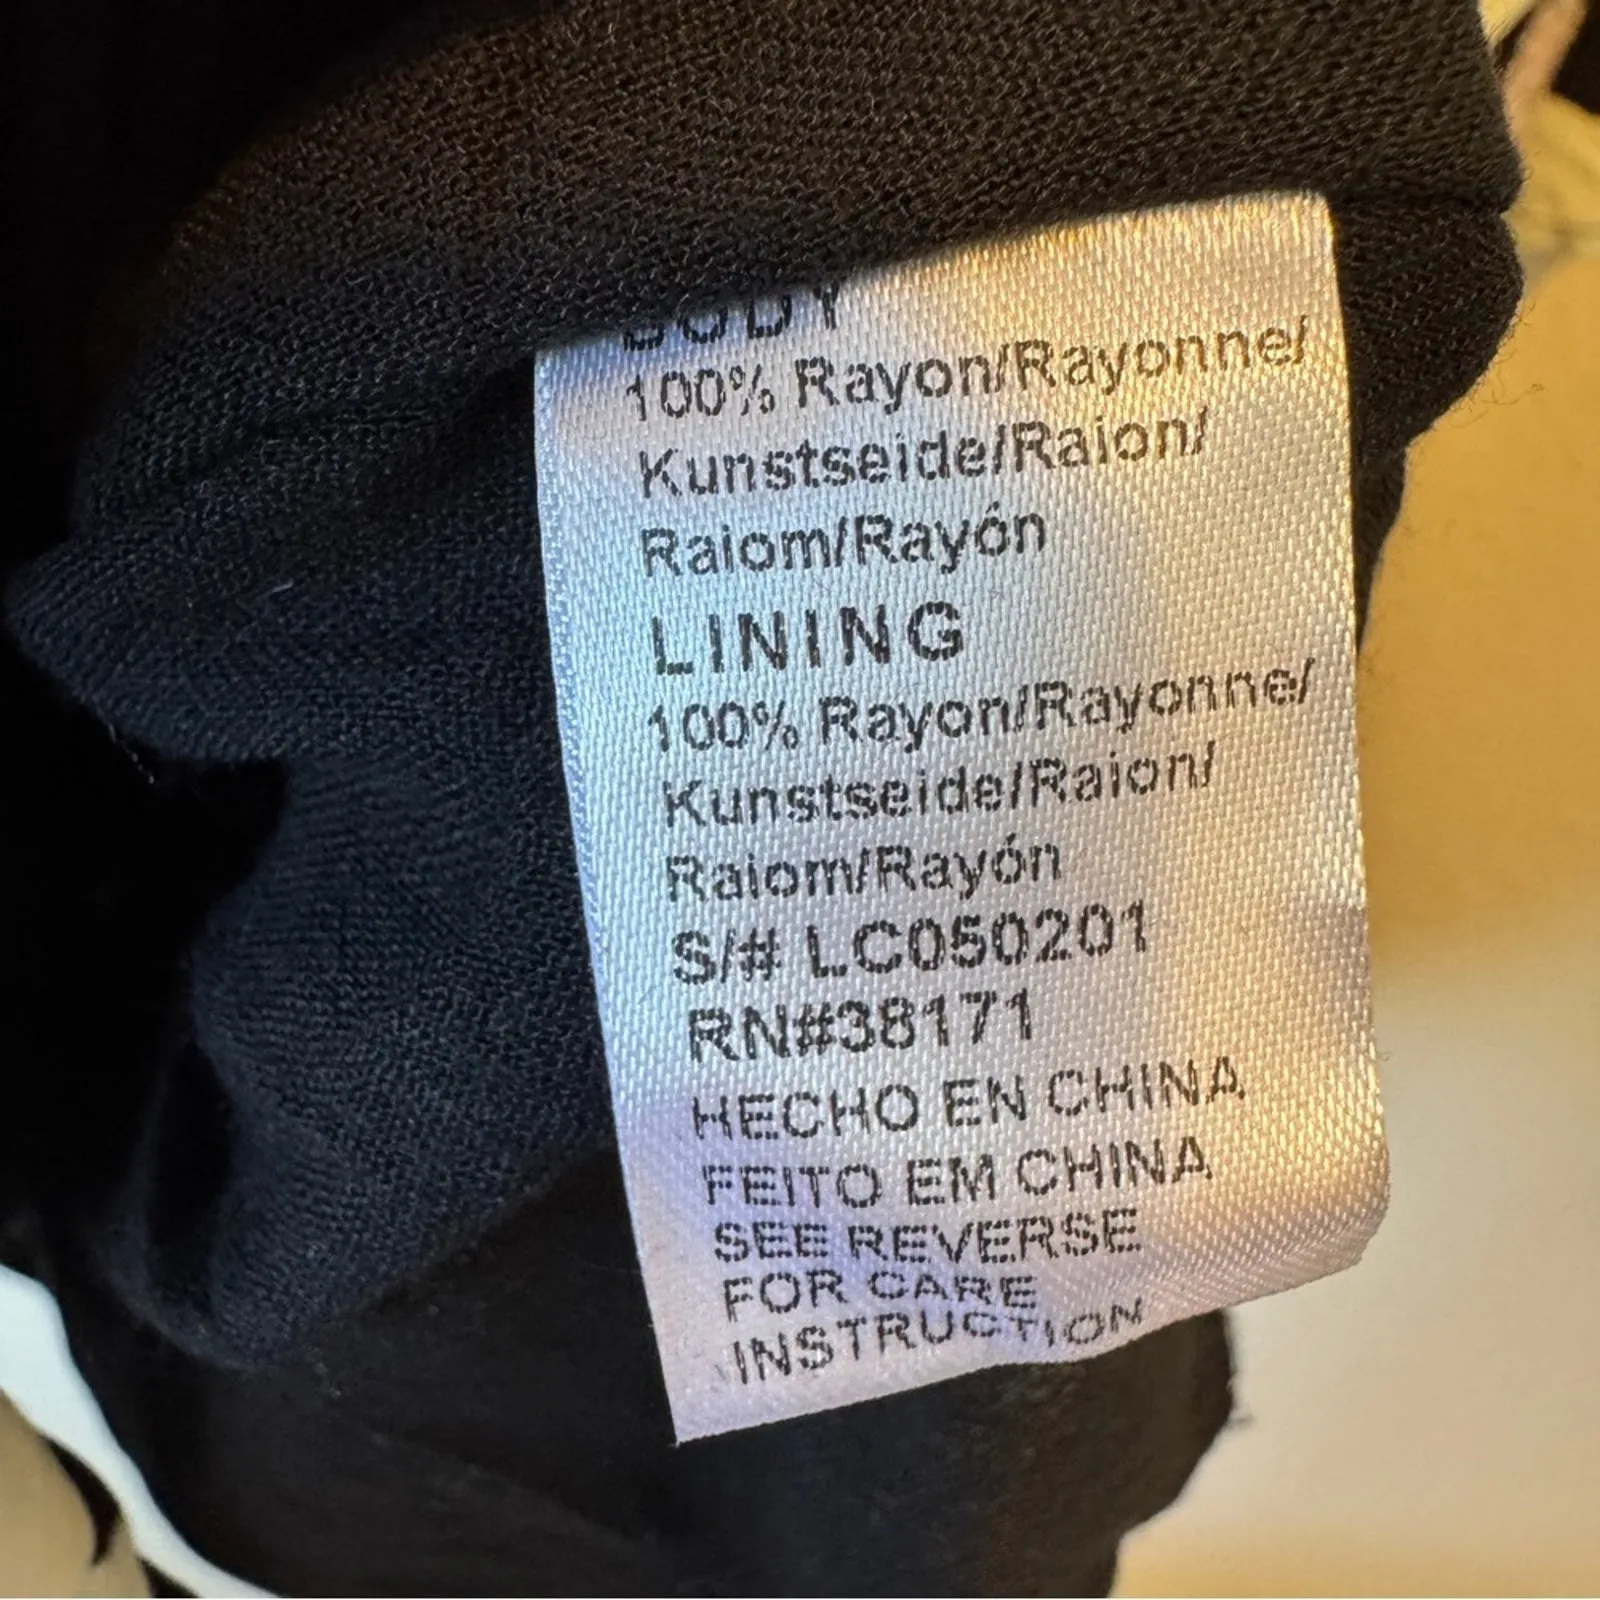 BODY
100% Rayon/Rayonne/
Kunstseide/Raion/
Raiom/Rayón
LINING
100% Rayon/Rayonne/
Kunstseide/Raion/
Raiom/Rayón
S/# LC050201
RN#38171
HECHO EN CHINA
FEITO EM CHINA
SEE REVERSE
FOR CARE
INSTRUCTION